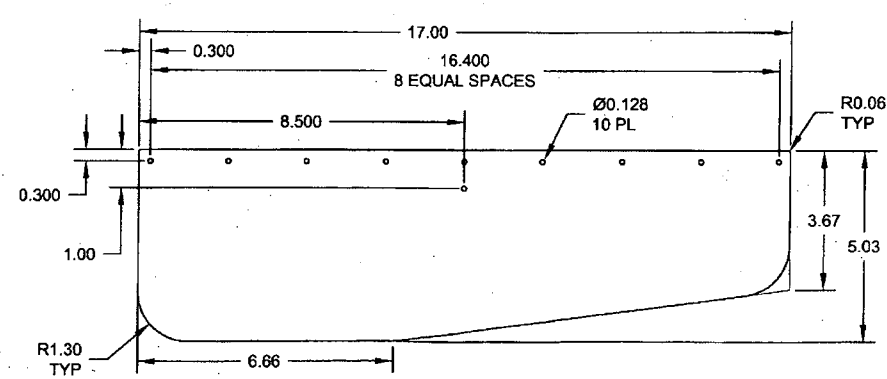 17.00
0.300
16.400
8 EQUAL SPACES
8.500
Ø0.128
10 PL
R0.06
TYP
0.300
1.00
3.67
5.03
R1.30
TYP
6.66